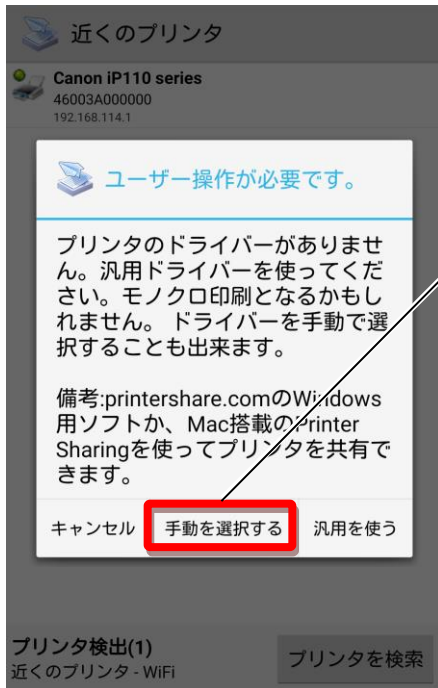 近くのプリンタ
Canon iP110 series
46003A000000
192.168.114.1
ユーザー操作が必要です。
プリンタのドライバーがありませ
ん。汎用ドライバーを使ってくだ
さい。モノクロ印刷となるかもし
れません。 ドライバーを手動で選
択することも出来ます。
備考:printershare.comのWindows
用ソフトか、Mac搭載のPrinter
Sharingを使ってプリンタを共有で
きます。
キャンセル 手動を選択する 汎用を使う
プリンタ検出(1)
近くのプリンタ - WiFi
プリンタを検索